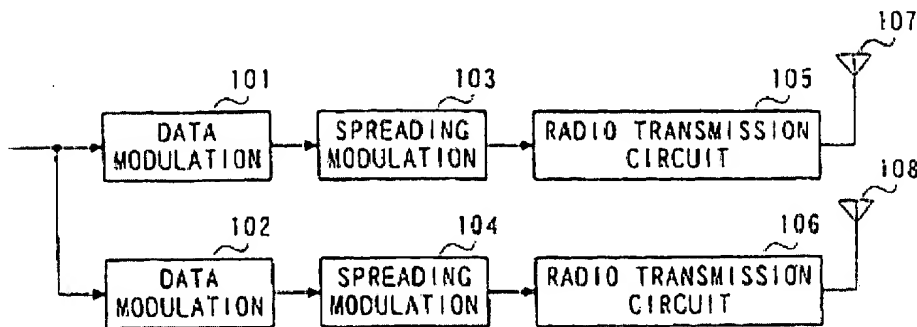 107
101
103
105
DATA
MODULATION
SPREADING
MODULATION
RADIO TRANSMISSION
CIRCUIT
108
102
104
106
DATA
MODULATION
SPREADING
MODULATION
RADIO TRANSMISSION
CIRCUIT